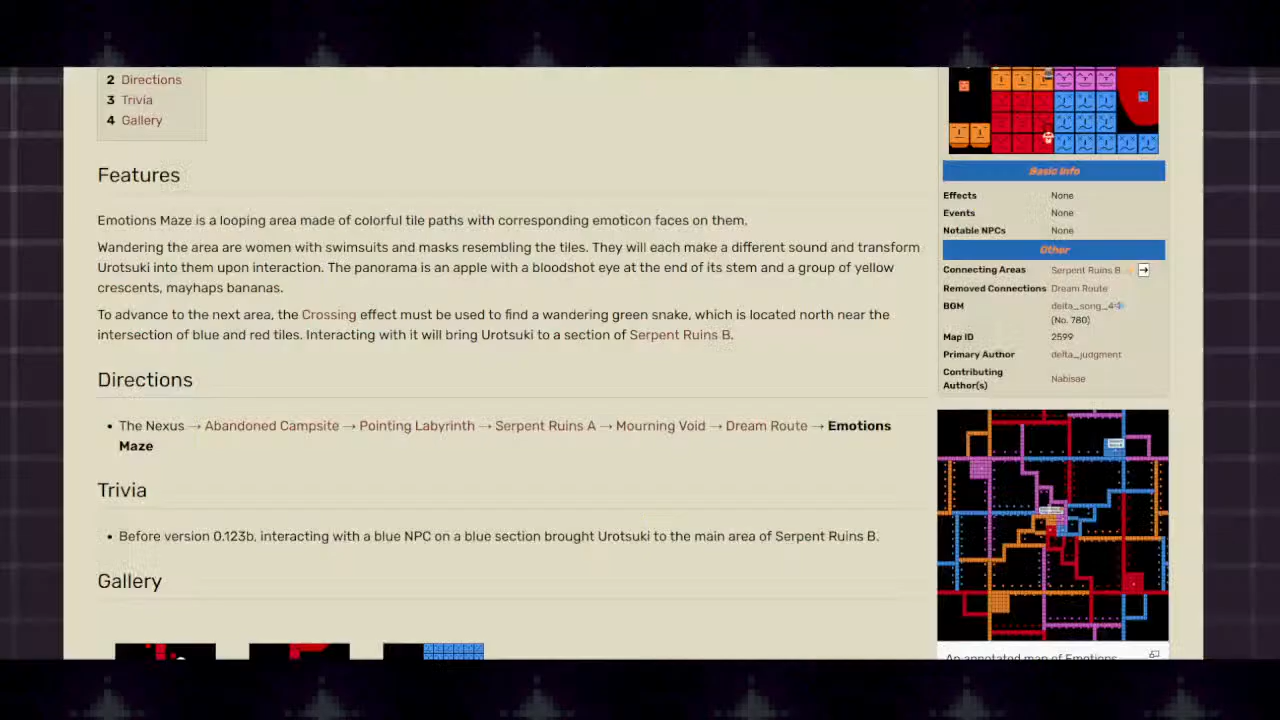 2 Directions
3 Trivia
4 Gallery
Features
Emotions Maze is a looping area made of colorful tile paths with corresponding emoticon faces on them.
Wandering the area are women with swimsuits and masks resembling the tiles. They will each make a different sound and transform
Urotsuki into them upon interaction. The panorama is an apple with a bloodshot eye at the end of its stem and a group of yellow
crescents, mayhaps bananas.
To advance to the next area, the Crossing effect must be used to find a wandering green snake, which is located north near the
intersection of blue and red tiles. Interacting with it will bring Urotsuki to a section of Serpent Ruins B.
Directions
• The Nexus → Abandoned Campsite → Pointing Labyrinth → Serpent Ruins A → Mourning Void → Dream Route → Emotions
Maze
Trivia
• Before version 0.123b, interacting with a blue NPC on a blue section brought Urotsuki to the main area of Serpent Ruins B.
Gallery
Basic Info
Effects None
Events None
Notable NPCs None
Other
Connecting Areas Serpent Ruins B →
Removed Connections Dream Route
BGM delta_song_4
(No. 780)
Map ID 2599
Primary Author delta_judgment
Contributing
Author(s) Nabisae
An annotated map of Emotions